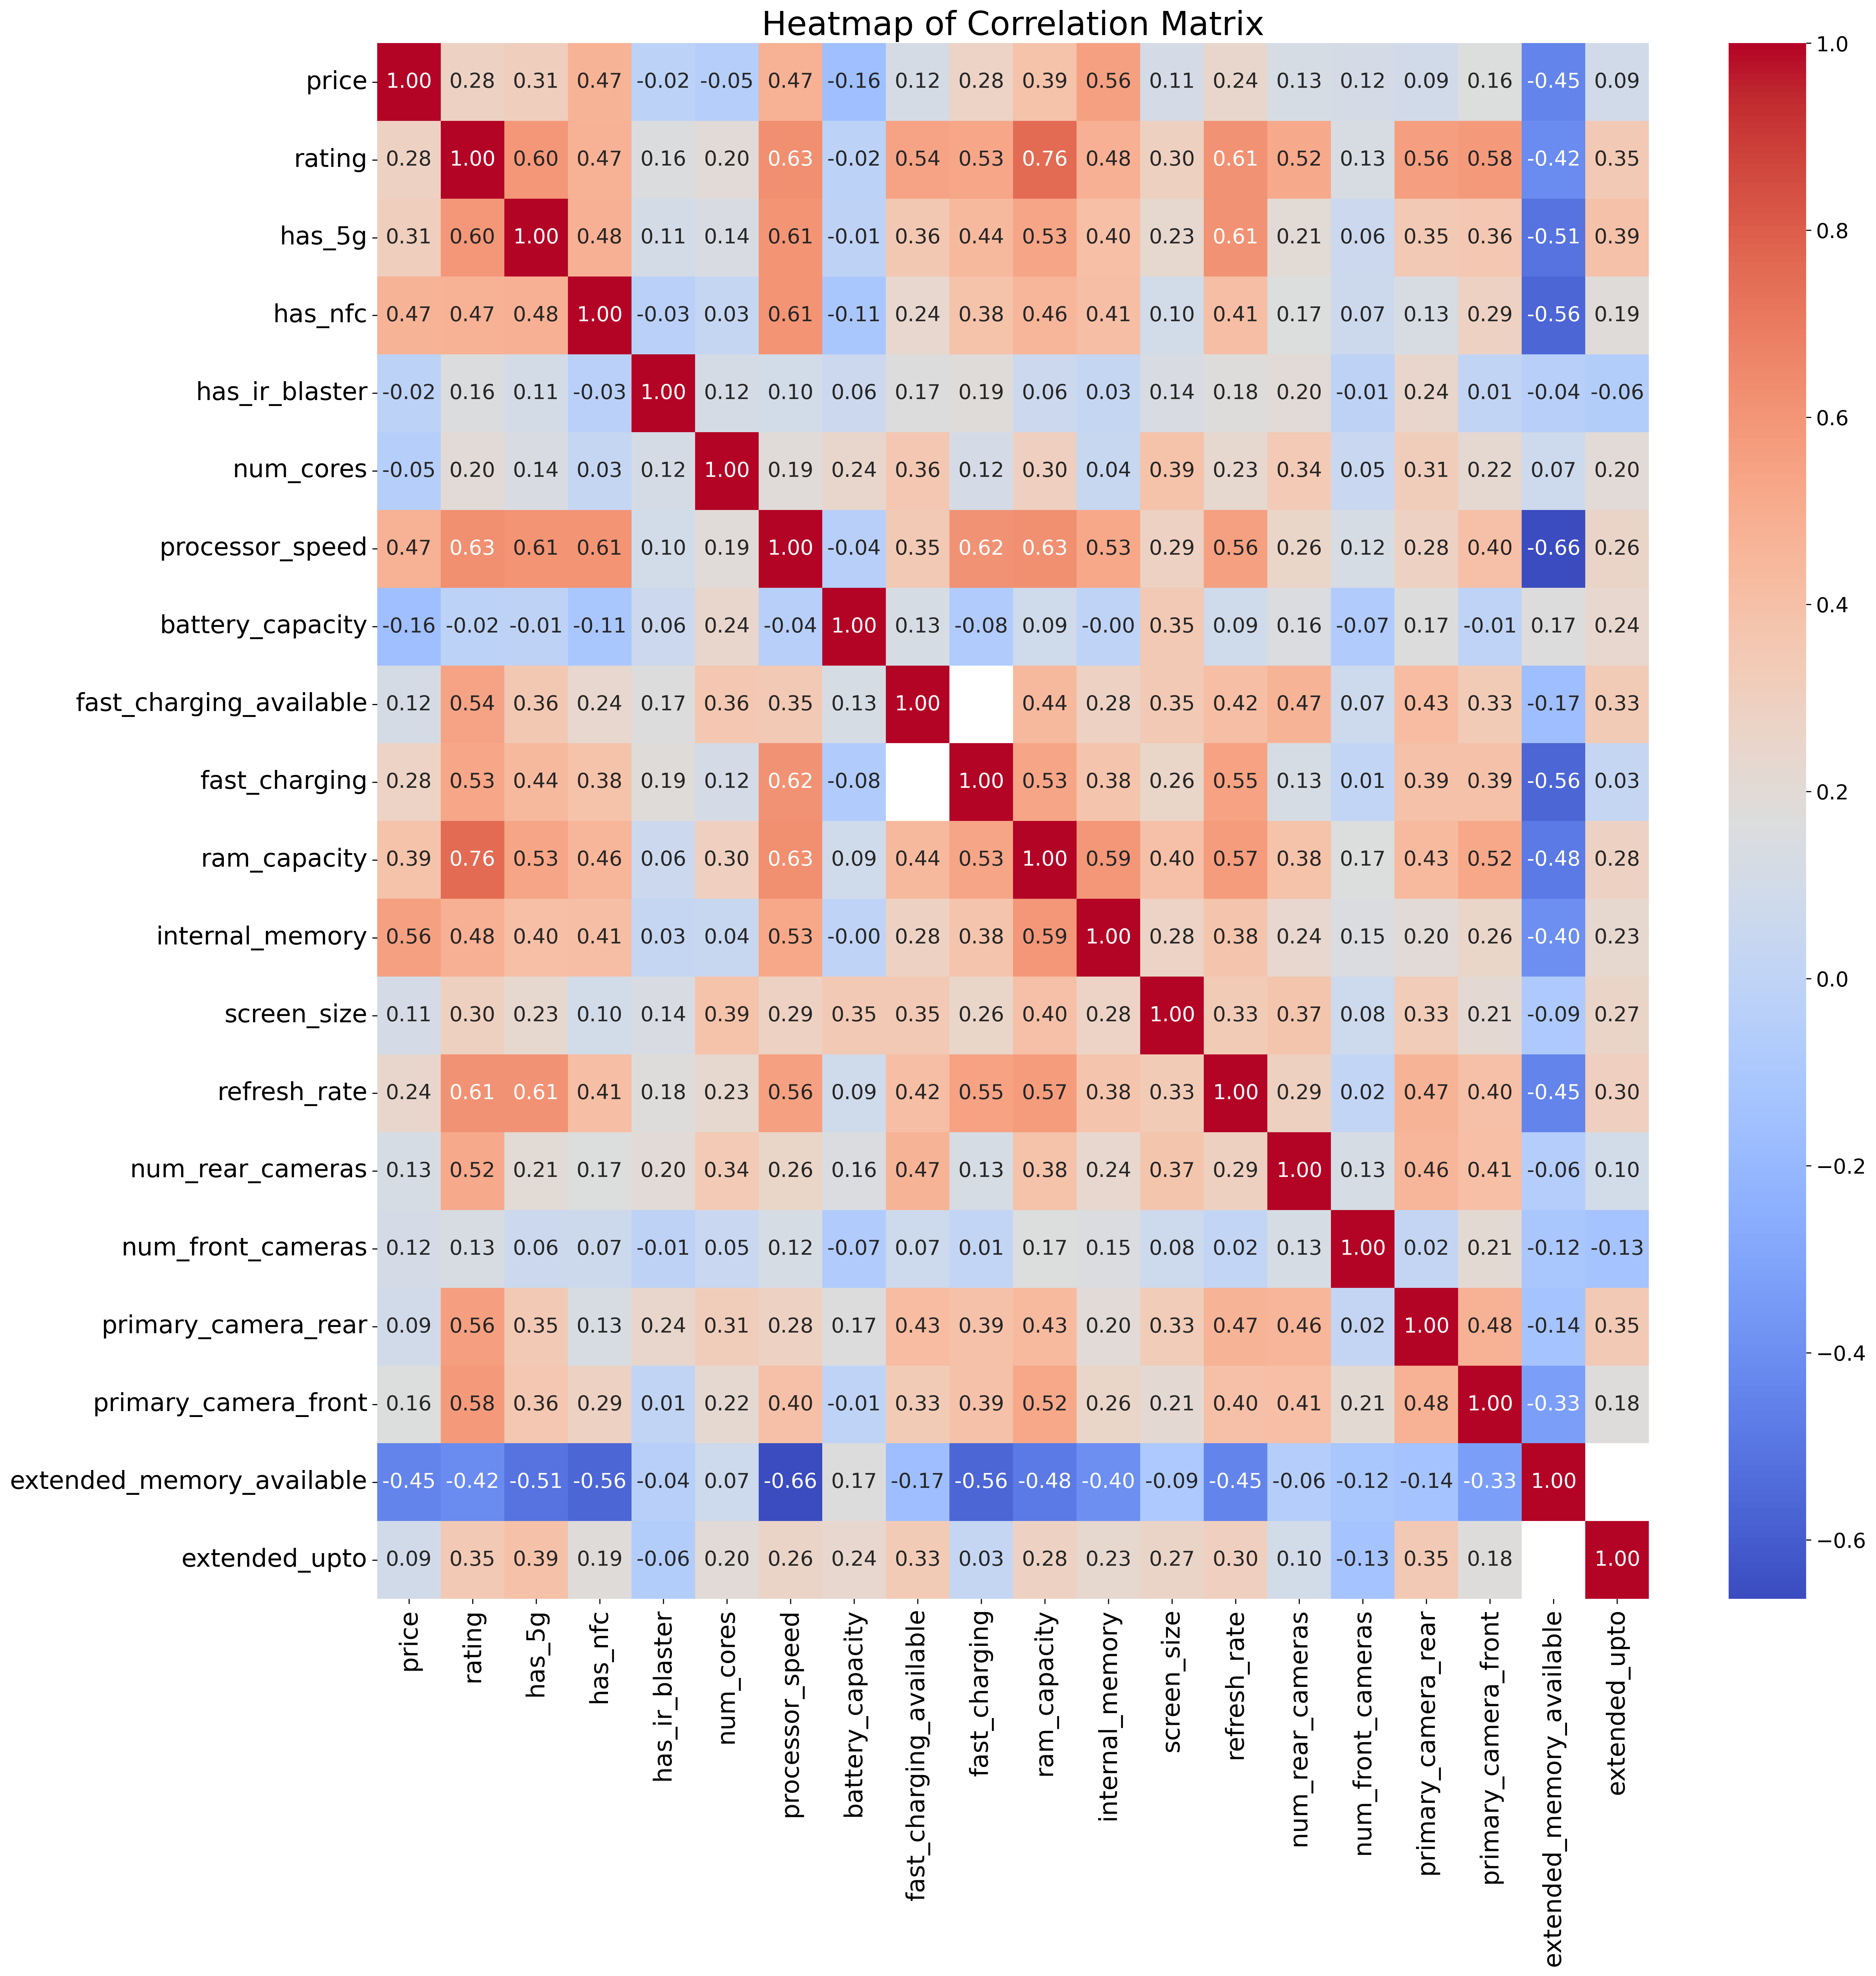 Heatmap of Correlation Matrix
price 1.00 0.28 0.31 0.47 -0.02 -0.05 0.47 -0.16 0.12 0.28 0.39 0.56 0.11 0.24 0.13 0.12 0.09 0.16 -0.45 0.09
rating 0.28 1.00 0.60 0.47 0.16 0.20 0.63 -0.02 0.54 0.53 0.76 0.48 0.30 0.61 0.52 0.13 0.56 0.58 -0.42 0.35
has_5g 0.31 0.60 1.00 0.48 0.11 0.14 0.61 -0.01 0.36 0.44 0.53 0.40 0.23 0.61 0.21 0.06 0.35 0.36 -0.51 0.39
has_nfc 0.47 0.47 0.48 1.00 -0.03 0.03 0.61 -0.11 0.24 0.38 0.46 0.41 0.10 0.41 0.17 0.07 0.13 0.29 -0.56 0.19
has_ir_blaster -0.02 0.16 0.11 -0.03 1.00 0.12 0.10 0.06 0.17 0.19 0.06 0.03 0.14 0.18 0.20 -0.01 0.24 0.01 -0.04 -0.06
num_cores -0.05 0.20 0.14 0.03 0.12 1.00 0.19 0.24 0.36 0.12 0.30 0.04 0.39 0.23 0.34 0.05 0.31 0.22 0.07 0.20
processor_speed 0.47 0.63 0.61 0.61 0.10 0.19 1.00 -0.04 0.35 0.62 0.63 0.53 0.29 0.56 0.26 0.12 0.28 0.40 -0.66 0.26
battery_capacity -0.16 -0.02 -0.01 -0.11 0.06 0.24 -0.04 1.00 0.13 -0.08 0.09 -0.00 0.35 0.09 0.16 -0.07 0.17 -0.01 0.17 0.24
fast_charging_available 0.12 0.54 0.36 0.24 0.17 0.36 0.35 0.13 1.00 0.44 0.28 0.35 0.42 0.47 0.07 0.43 0.33 -0.17 0.33
fast_charging 0.28 0.53 0.44 0.38 0.19 0.12 0.62 -0.08 1.00 0.53 0.38 0.26 0.55 0.13 0.01 0.39 0.39 -0.56 0.03
ram_capacity 0.39 0.76 0.53 0.46 0.06 0.30 0.63 0.09 0.44 0.53 1.00 0.59 0.40 0.57 0.38 0.17 0.43 0.52 -0.48 0.28
internal_memory 0.56 0.48 0.40 0.41 0.03 0.04 0.53 -0.00 0.28 0.38 0.59 1.00 0.28 0.38 0.24 0.15 0.20 0.26 -0.40 0.23
screen_size 0.11 0.30 0.23 0.10 0.14 0.39 0.29 0.35 0.35 0.26 0.40 0.28 1.00 0.33 0.37 0.08 0.33 0.21 -0.09 0.27
refresh_rate 0.24 0.61 0.61 0.41 0.18 0.23 0.56 0.09 0.42 0.55 0.57 0.38 0.33 1.00 0.29 0.02 0.47 0.40 -0.45 0.30
num_rear_cameras 0.13 0.52 0.21 0.17 0.20 0.34 0.26 0.16 0.47 0.13 0.38 0.24 0.37 0.29 1.00 0.13 0.46 0.41 -0.06 0.10
num_front_cameras 0.12 0.13 0.06 0.07 -0.01 0.05 0.12 -0.07 0.07 0.01 0.17 0.15 0.08 0.02 0.13 1.00 0.02 0.21 -0.12 -0.13
primary_camera_rear 0.09 0.56 0.35 0.13 0.24 0.31 0.28 0.17 0.43 0.39 0.43 0.20 0.33 0.47 0.46 0.02 1.00 0.48 -0.14 0.35
primary_camera_front 0.16 0.58 0.36 0.29 0.01 0.22 0.40 -0.01 0.33 0.39 0.52 0.26 0.21 0.40 0.41 0.21 0.48 1.00 -0.33 0.18
extended_memory_available -0.45 -0.42 -0.51 -0.56 -0.04 0.07 -0.66 0.17 -0.17 -0.56 -0.48 -0.40 -0.09 -0.45 -0.06 -0.12 -0.14 -0.33 1.00
extended_upto 0.09 0.35 0.39 0.19 -0.06 0.20 0.26 0.24 0.33 0.03 0.28 0.23 0.27 0.30 0.10 -0.13 0.35 0.18 1.00
price
rating
has_5g
has_nfc
has_ir_blaster
num_cores
processor_speed
battery_capacity
fast_charging_available
fast_charging
ram_capacity
internal_memory
screen_size
refresh_rate
num_rear_cameras
num_front_cameras
primary_camera_rear
primary_camera_front
extended_memory_available
extended_upto
1.0
0.8
0.6
0.4
0.2
0.0
−0.2
−0.4
−0.6